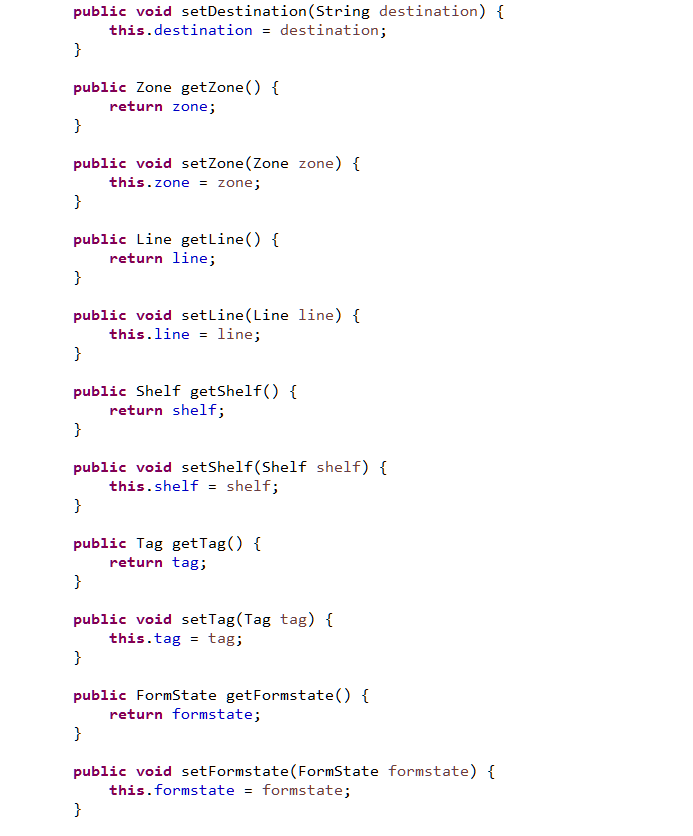 public void setDestination(String destination) {
    this.destination = destination;
}

public Zone getZone() {
    return zone;
}

public void setZone(Zone zone) {
    this.zone = zone;
}

public Line getLine() {
    return line;
}

public void setLine(Line line) {
    this.line = line;
}

public Shelf getShelf() {
    return shelf;
}

public void setShelf(Shelf shelf) {
    this.shelf = shelf;
}

public Tag getTag() {
    return tag;
}

public void setTag(Tag tag) {
    this.tag = tag;
}

public FormState getFormstate() {
    return formstate;
}

public void setFormstate(FormState formstate) {
    this.formstate = formstate;
}